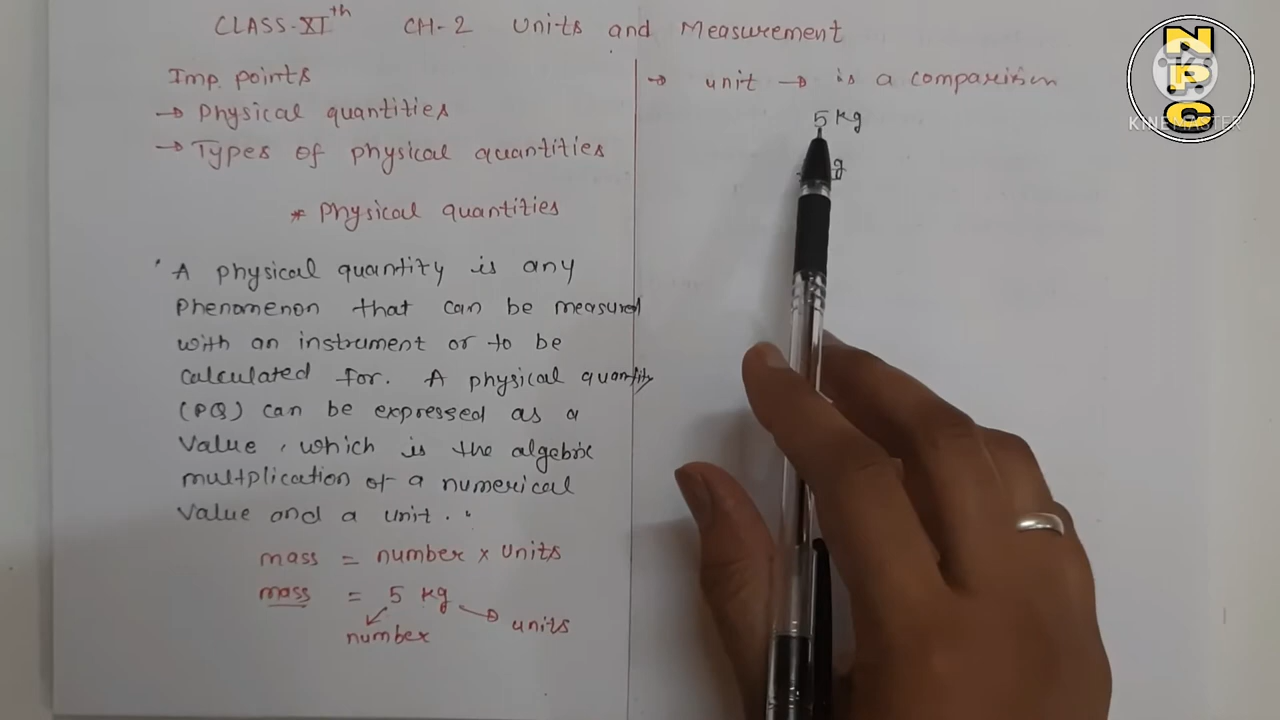 CLASS-XIth CH-2 Units and Measurement
Imp. points
→ Physical quantities
→ Types of physical quantities
* Physical quantities
A physical quantity is any
Phenomenon that can be measured
with an instrument or to be
calculated for. A physical quantity
(PQ) can be expressed as a
value, which is the algebric
multplication of a numerical
value and a unit.
mass = number x units
mass = 5 kg
number
units
→ unit → is a comparision
5 kg
g
NPC
KINEMASTER